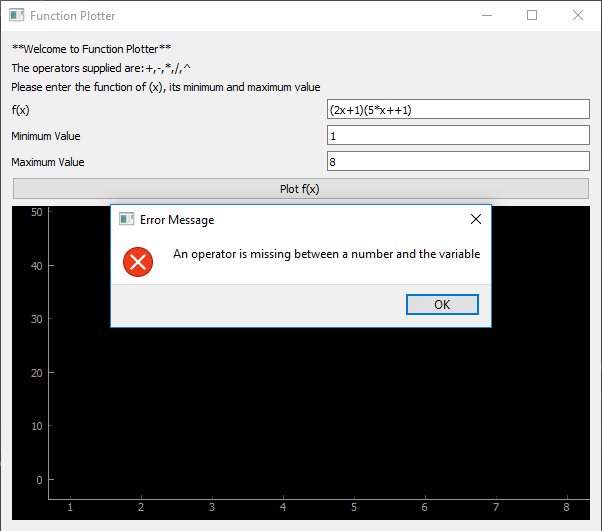 Function Plotter
**Welcome to Function Plotter**
The operators supplied are:+,-,*,/,^
Please enter the function of (x), its minimum and maximum value
f(x)
(2x+1)(5*x++1)
Minimum Value
1
Maximum Value
8
Plot f(x)
Error Message
An operator is missing between a number and the variable
OK
50
40
30
20
10
0
1 2 3 4 5 6 7 8